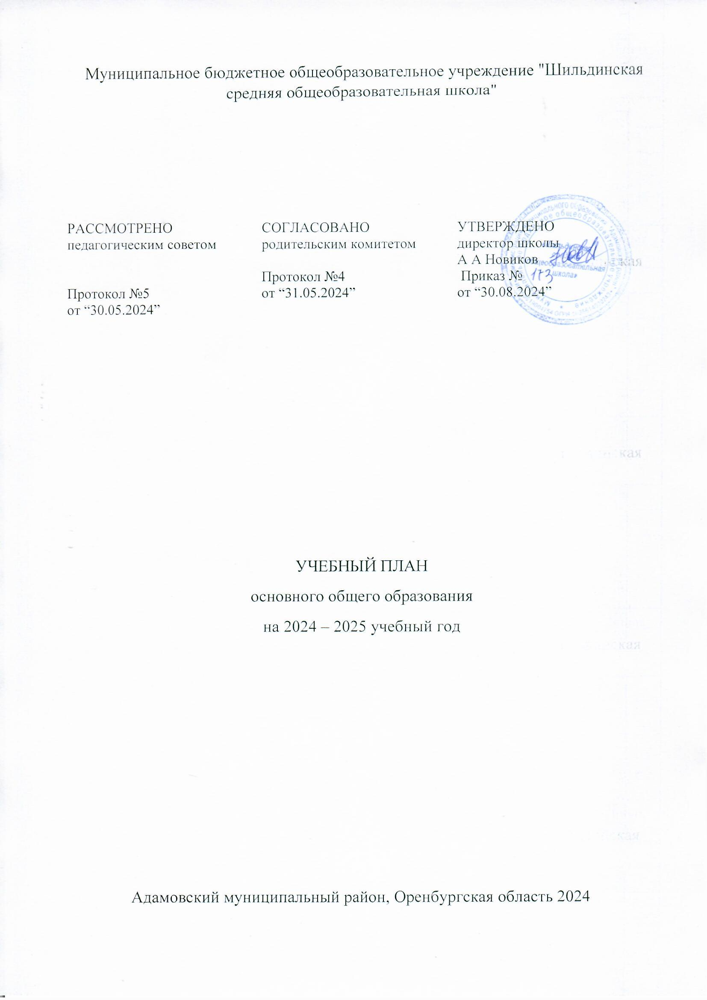 Муниципальное бюджетное общеобразовательное учреждение "Шильдинская
средняя общеобразовательная школа"
РАССМОТРЕНО
педагогическим советом
Протокол №5
от “30.05.2024”
СОГЛАСОВАНО
родительским комитетом
Протокол №4
от “31.05.2024”
УТВЕРЖДЕНО
директор школы
А А Новиков
Приказ № 173
от “30.08.2024”
общеобразовательная
школа»
УЧЕБНЫЙ ПЛАН
основного общего образования
на 2024 – 2025 учебный год
Адамовский муниципальный район, Оренбургская область 2024